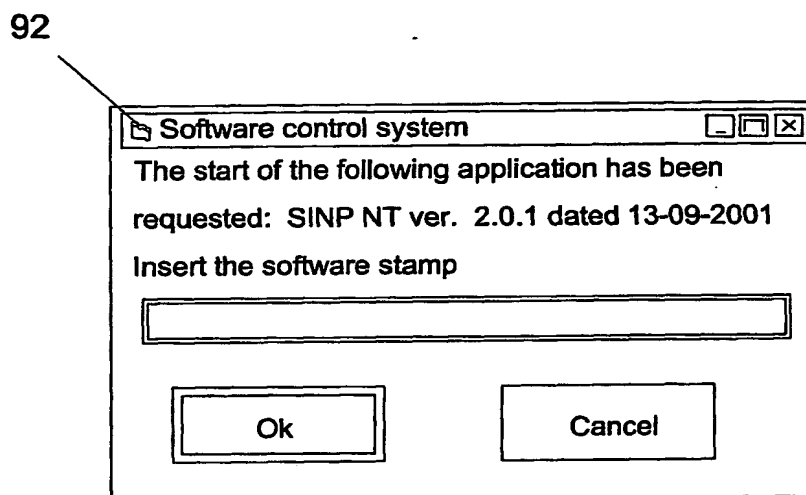 92
Software control system
The start of the following application has been
requested: SINP NT ver. 2.0.1 dated 13-09-2001
Insert the software stamp
Ok Cancel